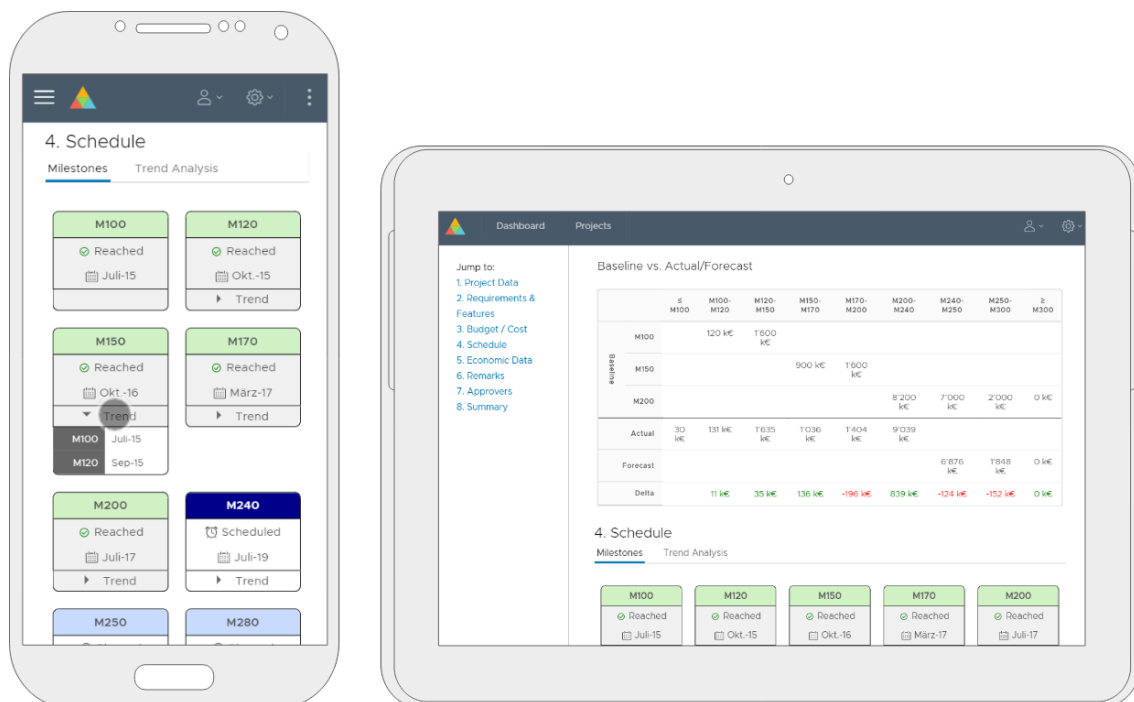 4. Schedule
Milestones Trend Analysis
M100 M120
Reached Reached
Juli-15 Okt.-15
Trend
M150 M170
Reached Reached
Okt.-16 März-17
Trend Trend
M100 Juli-15
M120 Sep-15
M200 M240
Reached Scheduled
Juli-17 Juli-19
Trend Trend
M250 M280
Dashboard Projects
Jump to:
1. Project Data
2. Requirements &
Features
3. Budget / Cost
4. Schedule
5. Economic Data
6. Remarks
7. Approvers
8. Summary
Baseline vs. Actual/Forecast
≤ M100- M120- M150- M170- M200- M240- M250- ≥
M100 M120 M150 M170 M200 M240 M250 M300 M300
Baseline
M100 120 k€ 1'600 k€
M150 900 k€ 1'600 k€
M200 8'200 k€ 7'000 k€ 2'000 k€ 0 k€
Actual 30 k€ 131 k€ 1'635 k€ 1'036 k€ 1'404 k€ 9'039 k€
Forecast 6'876 k€ 1'848 k€ 0 k€
Delta 11 k€ 35 k€ 136 k€ -196 k€ 839 k€ -124 k€ -152 k€ 0 k€
4. Schedule
Milestones Trend Analysis
M100 M120 M150 M170 M200
Reached Reached Reached Reached Reached
Juli-15 Okt.-15 Okt.-16 März-17 Juli-17